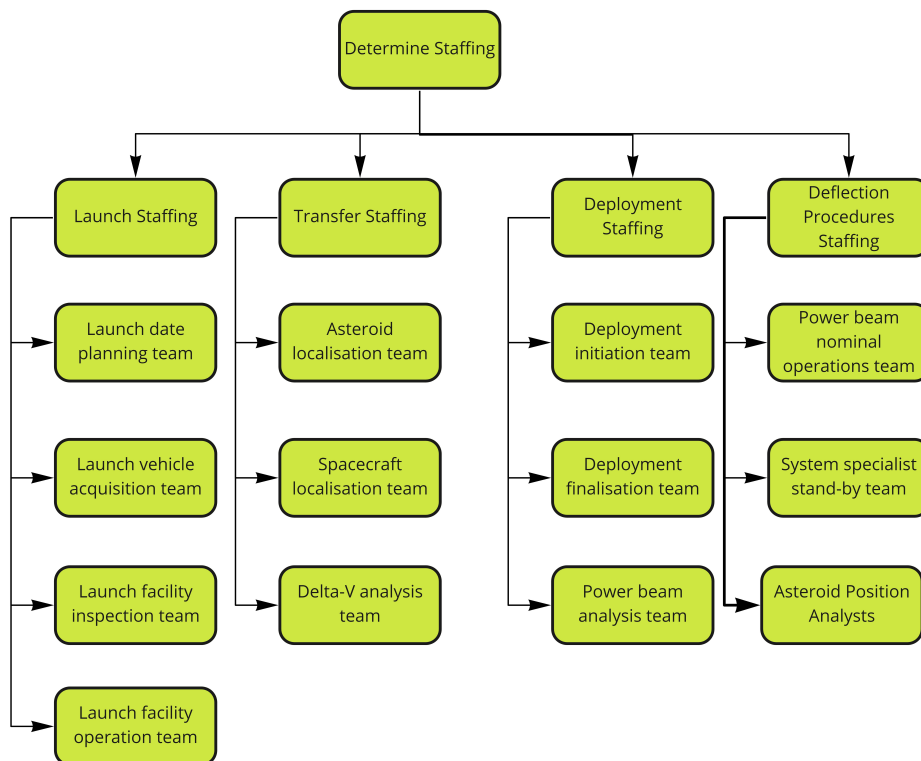 Determine Staffing
Launch Staffing
Transfer Staffing
Deployment
Staffing
Deflection
Procedures
Staffing
Launch date
planning team
Asteroid
localisation team
Deployment
initiation team
Power beam
nominal
operations team
Launch vehicle
acquisition team
Spacecraft
localisation team
Deployment
finalisation team
System specialist
stand-by team
Launch facility
inspection team
Delta-V analysis
team
Power beam
analysis team
Asteroid Position
Analysts
Launch facility
operation team